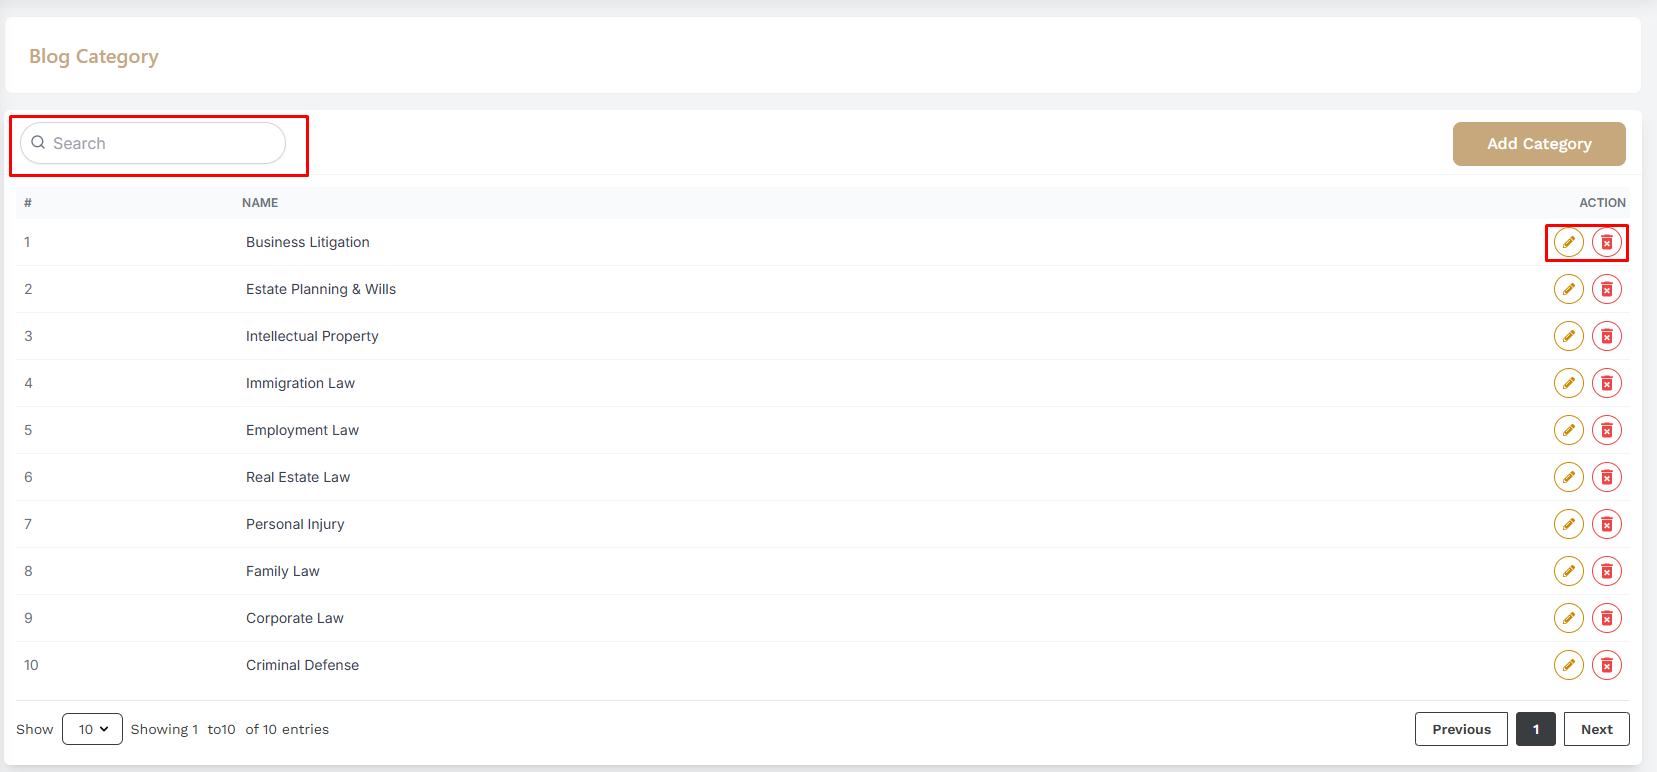 Blog Category
Search
Add Category
# NAME ACTION
1 Business Litigation
2 Estate Planning & Wills
3 Intellectual Property
4 Immigration Law
5 Employment Law
6 Real Estate Law
7 Personal Injury
8 Family Law
9 Corporate Law
10 Criminal Defense
Show 10 Showing 1 to10 of 10 entries Previous 1 Next